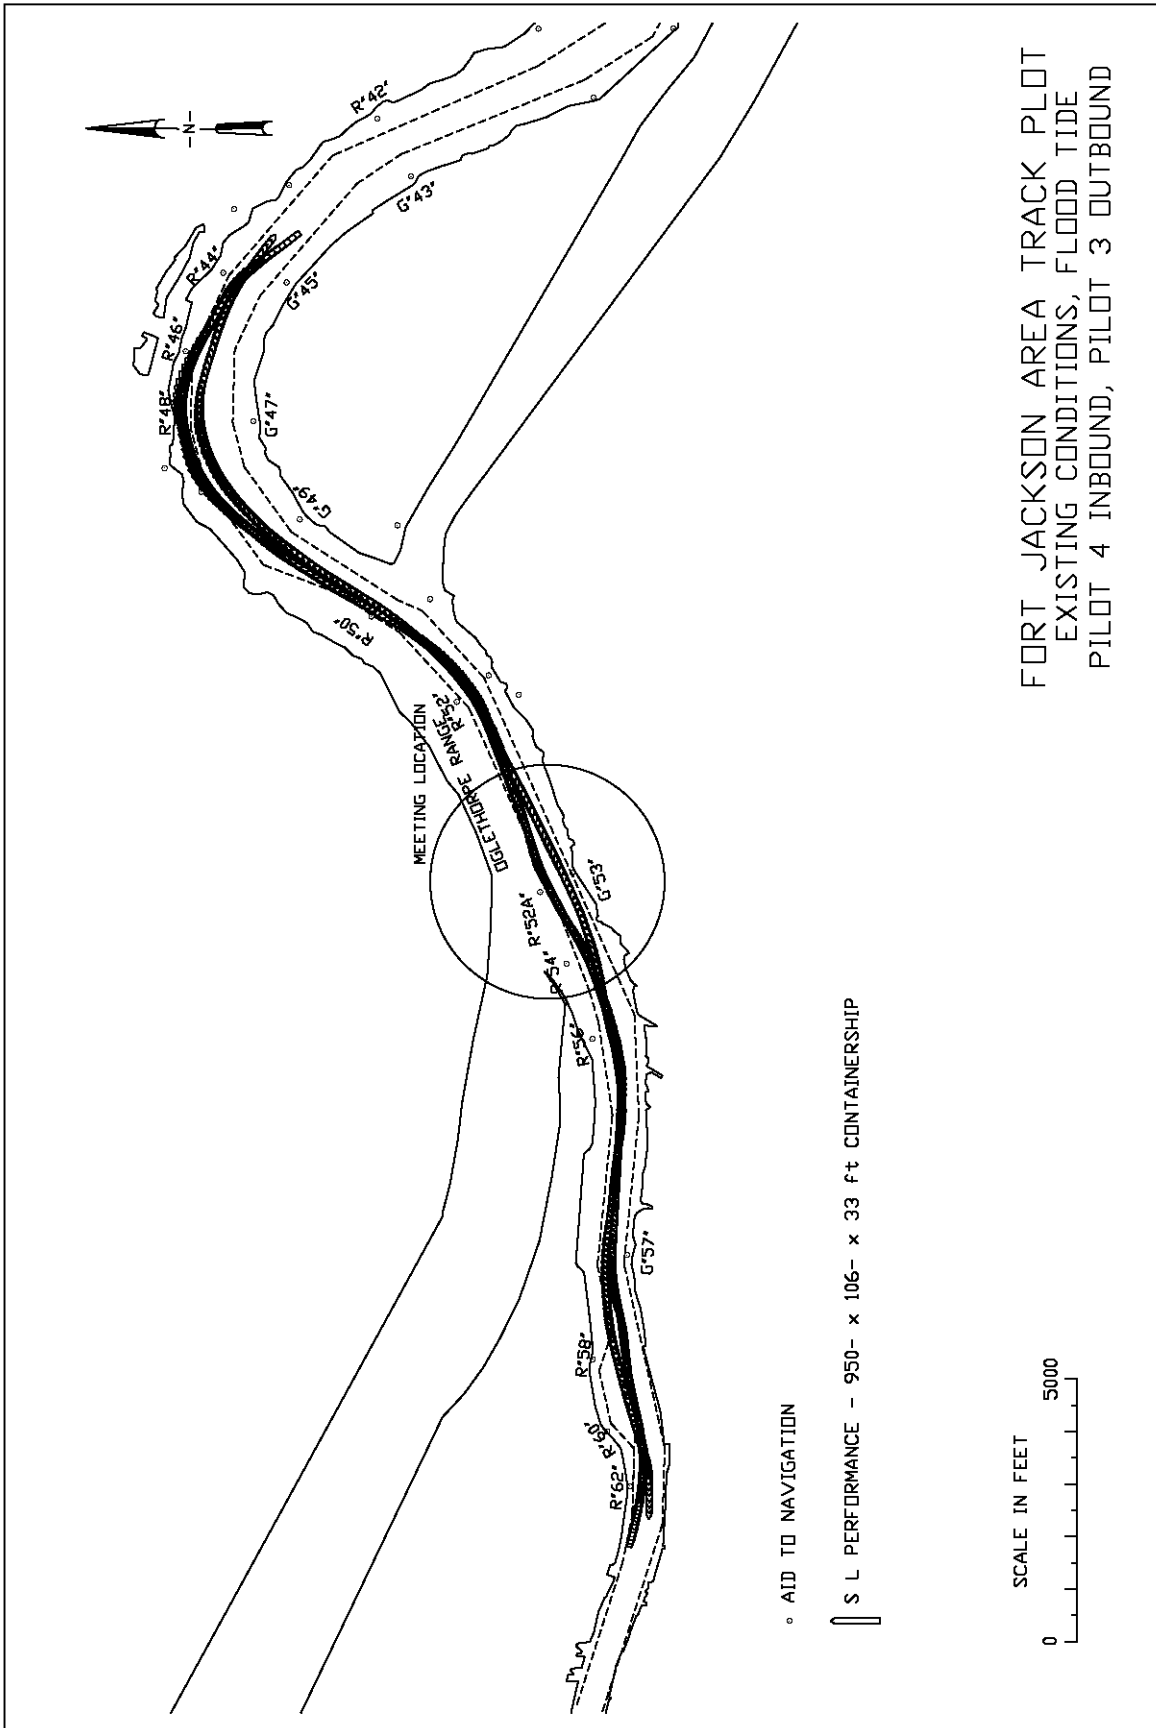 FORT JACKSON AREA TRACK PLOT
EXISTING CONDITIONS, FLOOD TIDE
PILOT 4 INBOUND, PILOT 3 OUTBOUND
-N-
R"42"
G"43"
R"44"
G"45"
R"46"
G"47"
R"48"
G"49"
R"50"
R"52"
OGLETHORPE RANGE
MEETING LOCATION
R"52A"
G"53"
R"54"
R"56"
G"57"
R"58"
R"60"
R"62"
AID TO NAVIGATION
S L PERFORMANCE - 950- x 106- x 33 ft CONTAINERSHIP
SCALE IN FEET
0 5000